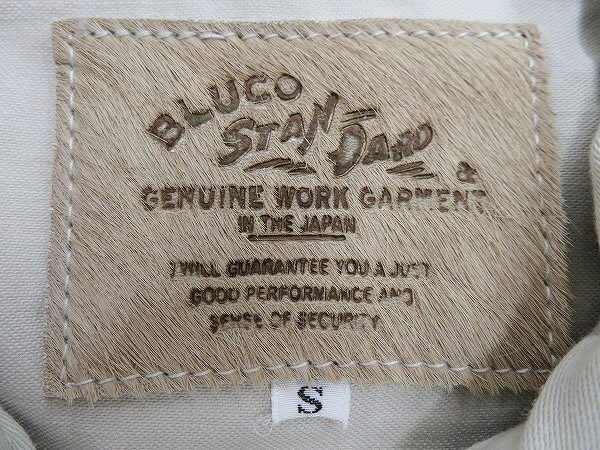 BLUCO
STANDARD
&
GENUINE WORK GARMENT
IN THE JAPAN
I WILL GUARANTEE YOU A JUST
GOOD PERFORMANCE AND
SENSE OF SECURITY
S